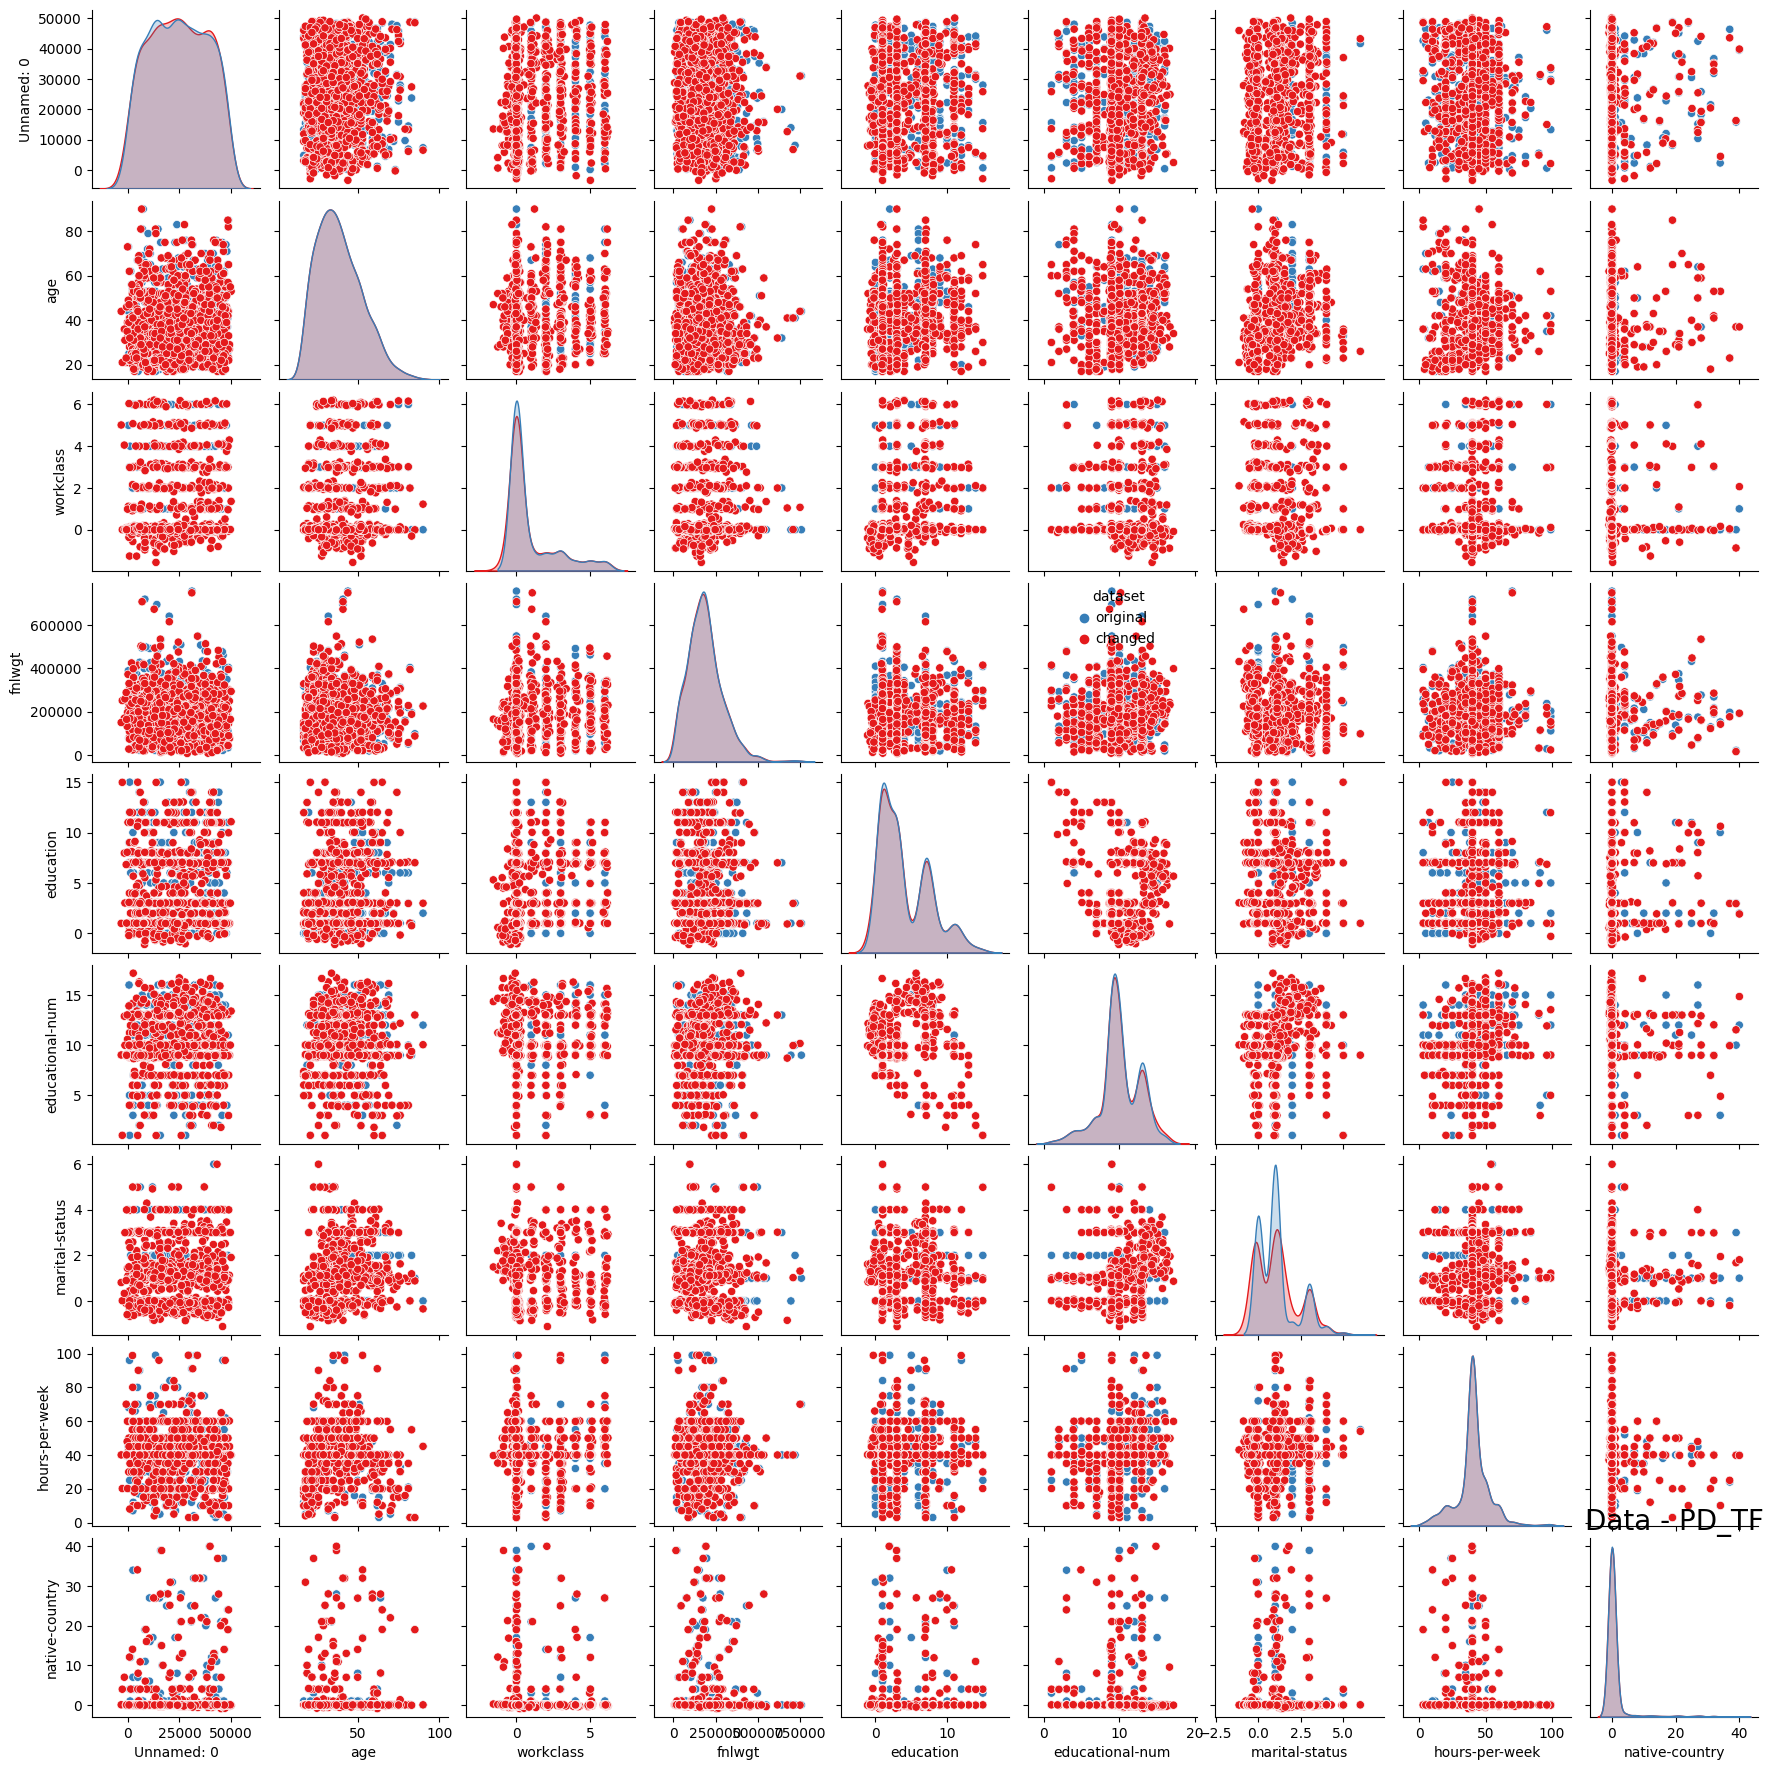 50000
40000
30000
20000
10000
0
Unnamed: 0
80
60
40
20
age
6
4
2
0
workclass
600000
400000
200000
0
fnlwgt
dataset
original
changed
15
10
5
0
education
15
10
5
educational-num
6
4
2
0
marital-status
100
80
60
40
20
0
hours-per-week
Data - PD_TF
40
30
20
10
0
native-country
0 25000 50000 50 100 0 5 0 250000 500000 750000 0 10 0 10 20 −2.5 0.0 2.5 5.0 0 50 100 0 20 40
Unnamed: 0 age workclass fnlwgt education educational-num marital-status hours-per-week native-country